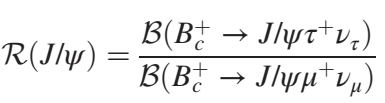 ℛ(J/ψ) = ℬ(B_c^+ → J/ψτ^+ν_τ) / ℬ(B_c^+ → J/ψμ^+ν_μ)